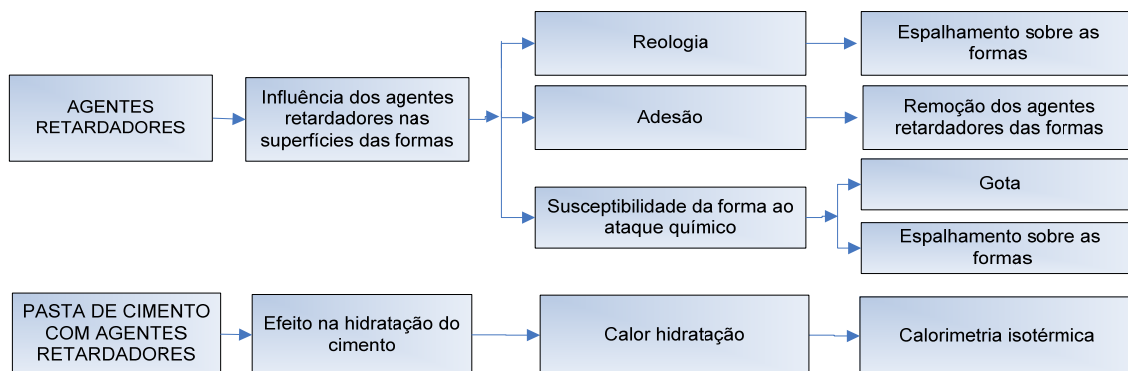 AGENTES
RETARDADORES
Influência dos agentes
retardadores nas
superfícies das formas
Reologia
Espalhamento sobre as
formas
Adesão
Remoção dos agentes
retardadores das formas
Susceptibilidade da forma ao
ataque químico
Gota
Espalhamento sobre as
formas
PASTA DE CIMENTO
COM AGENTES
RETARDADORES
Efeito na hidratação do
cimento
Calor hidratação
Calorimetria isotérmica